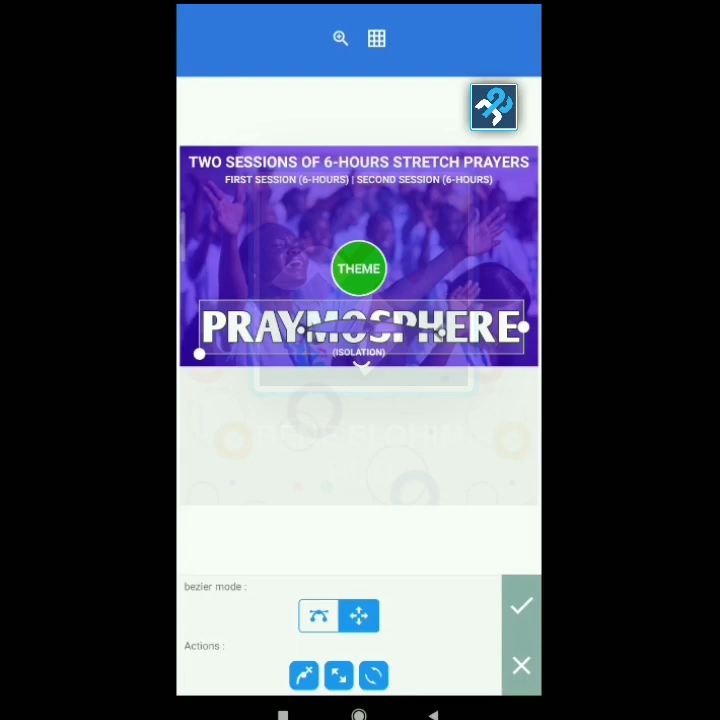 TWO SESSIONS OF 6-HOURS STRETCH PRAYERS
FIRST SESSION (6-HOURS) | SECOND SESSION (6-HOURS)
THEME
PRAYMOSPHERE
(ISOLATION)
bezier mode :
Actions :